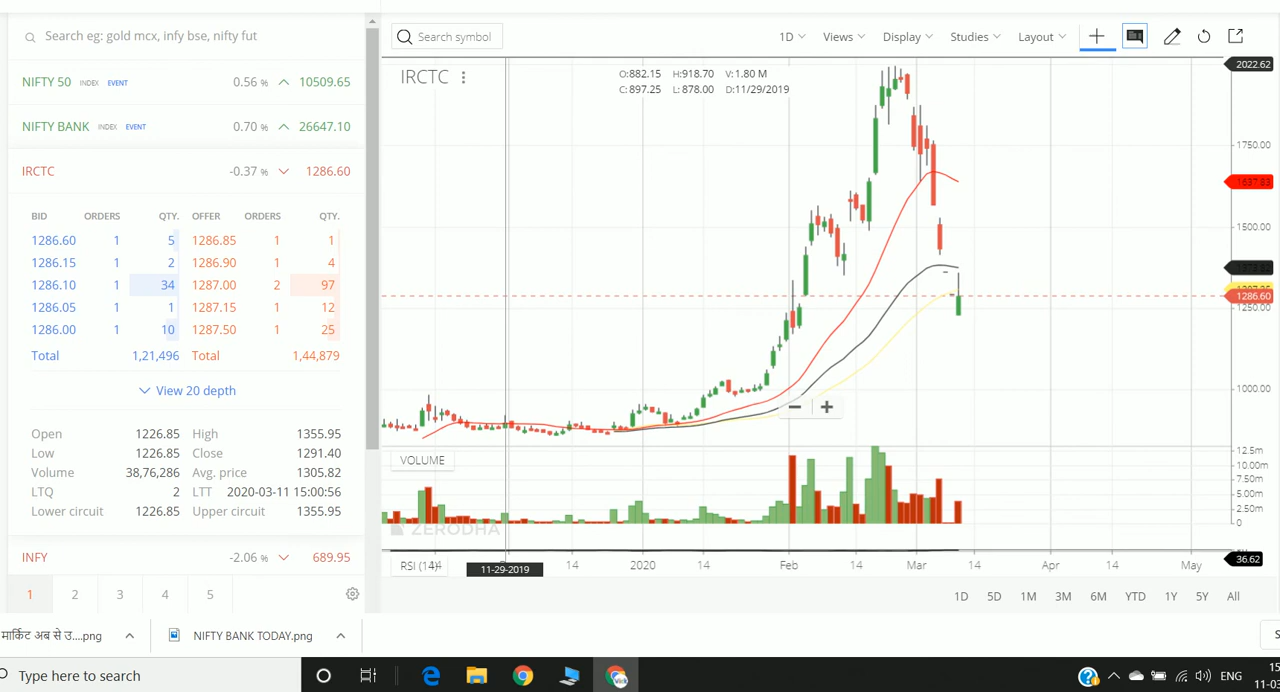 Search eg: gold mcx, infy bse, nifty fut
NIFTY 50 INDEX EVENT 0.56 % 10509.65
NIFTY BANK INDEX EVENT 0.70 % 26647.10
IRCTC -0.37 % 1286.60
BID ORDERS QTY. OFFER ORDERS QTY.
1286.60 1 5 1286.85 1 1
1286.15 1 2 1286.90 1 4
1286.10 1 34 1287.00 2 97
1286.05 1 1 1287.15 1 12
1286.00 1 10 1287.50 1 25
Total 1,21,496 Total 1,44,879
View 20 depth
Open 1226.85 High 1355.95
Low 1226.85 Close 1291.40
Volume 38,76,286 Avg. price 1305.82
LTQ 2 LTT 2020-03-11 15:00:56
Lower circuit 1226.85 Upper circuit 1355.95
INFY -2.06 % 689.95
1 2 3 4 5
Search symbol 1D Views Display Studies Layout
IRCTC
O:882.15 H:918.70 V:1.80 M
C:897.25 L: 878.00 D:11/29/2019
2022.62
1750.00
1637.83
1500.00
1286.60
1250.00
1000.00
VOLUME
12.5m
10.00m
7.50m
5.00m
2.50m
0
ZERODHA
RSI (14)
36.62
11-29-2019 14 2020 14 Feb 14 Mar 14 Apr 14 May
1D 5D 1M 3M 6M YTD 1Y 5Y All
मार्किट अब से उ....png NIFTY BANK TODAY.png
Type here to search
Vick
ENG